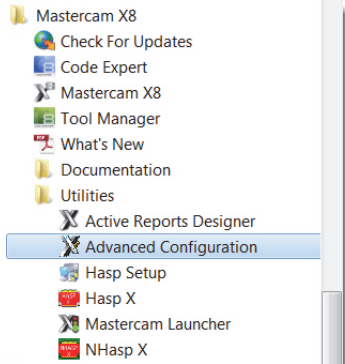 Mastercam X8
Check For Updates
Code Expert
Mastercam X8
Tool Manager
What's New
Documentation
Utilities
Active Reports Designer
Advanced Configuration
Hasp Setup
Hasp X
Mastercam Launcher
NHasp X